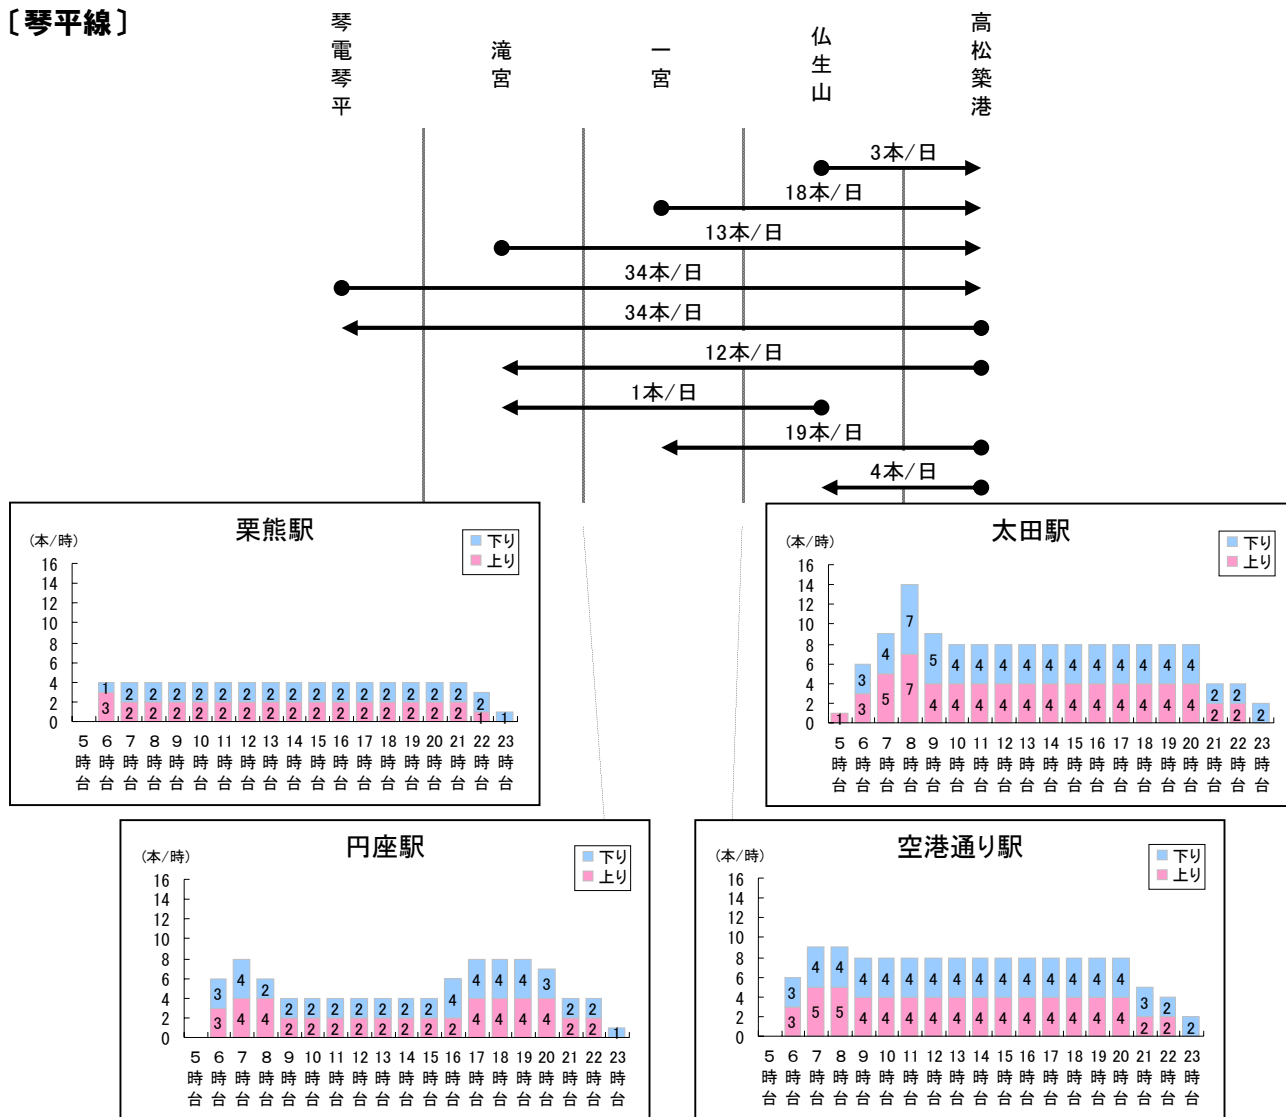 〔琴平線〕
琴電琴平
滝宮
一宮
仏生山
高松築港
3本/日
18本/日
13本/日
34本/日
34本/日
12本/日
1本/日
19本/日
4本/日
栗熊駅
(本/時)
下り
上り
16
14
12
10
8
6
4
2
0
1 2 2 2 2 2 2 2 2 2 2 2 2 2 2 2 2 1
3 2 2 2 2 2 2 2 2 2 2 2 2 2 2 2 1
5時台 6時台 7時台 8時台 9時台 10時台 11時台 12時台 13時台 14時台 15時台 16時台 17時台 18時台 19時台 20時台 21時台 22時台 23時台
太田駅
(本/時)
下り
上り
16
14
12
10
8
6
4
2
0
3 4 7 5 4 4 4 4 4 4 4 4 4 4 4 2 2 2
1 3 5 7 4 4 4 4 4 4 4 4 4 4 4 4 2 2
5時台 6時台 7時台 8時台 9時台 10時台 11時台 12時台 13時台 14時台 15時台 16時台 17時台 18時台 19時台 20時台 21時台 22時台 23時台
円座駅
(本/時)
下り
上り
16
14
12
10
8
6
4
2
0
3 4 2 2 2 2 2 2 2 2 4 4 4 4 3 2 2 1
3 4 4 2 2 2 2 2 2 2 2 4 4 4 4 2 2
5時台 6時台 7時台 8時台 9時台 10時台 11時台 12時台 13時台 14時台 15時台 16時台 17時台 18時台 19時台 20時台 21時台 22時台 23時台
空港通り駅
(本/時)
下り
上り
16
14
12
10
8
6
4
2
0
3 4 4 4 4 4 4 4 4 4 4 4 4 4 4 3 2 2
3 5 5 4 4 4 4 4 4 4 4 4 4 4 4 2 2
5時台 6時台 7時台 8時台 9時台 10時台 11時台 12時台 13時台 14時台 15時台 16時台 17時台 18時台 19時台 20時台 21時台 22時台 23時台